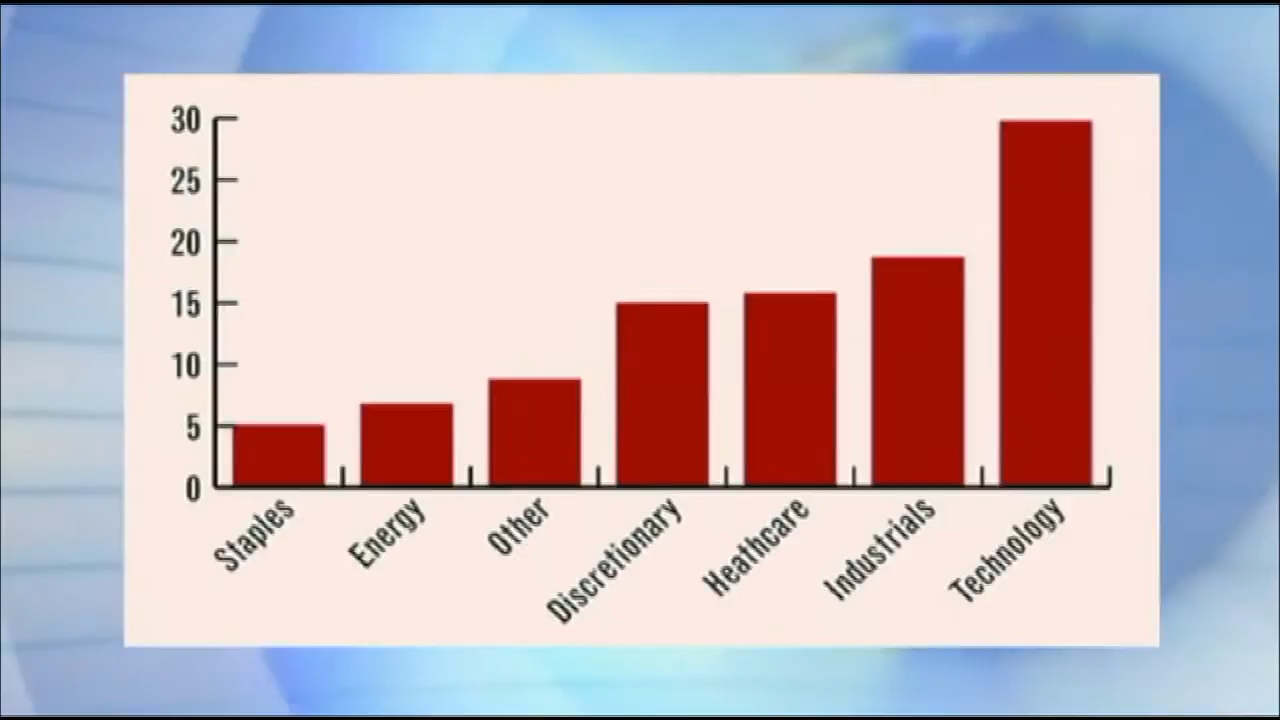 30
25
20
15
10
5
0
Staples
Energy
Other
Discretionary
Heathcare
Industrials
Technology